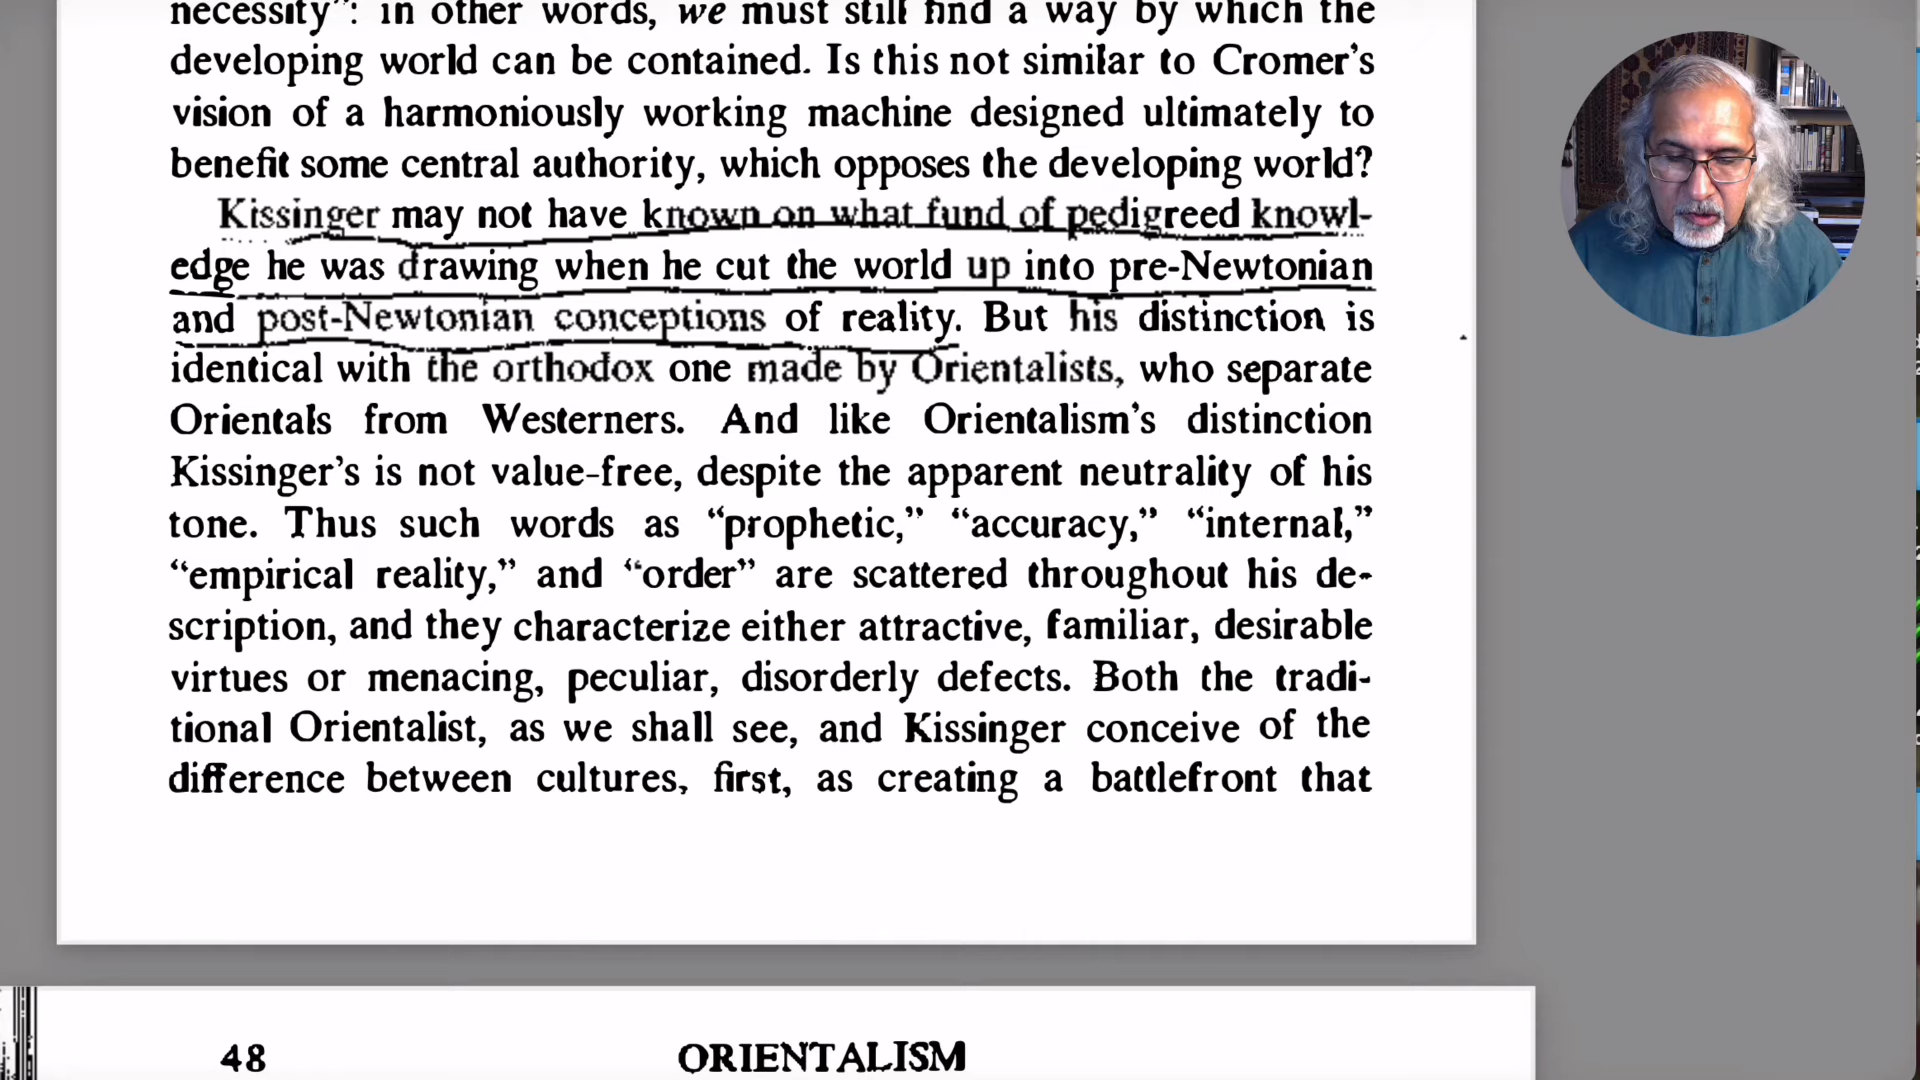 necessity”: in other words, we must still find a way by which the
developing world can be contained. Is this not similar to Cromer’s
vision of a harmoniously working machine designed ultimately to
benefit some central authority, which opposes the developing world?
Kissinger may not have known on what fund of pedigreed knowl-
edge he was drawing when he cut the world up into pre-Newtonian
and post-Newtonian conceptions of reality. But his distinction is
identical with the orthodox one made by Orientalists, who separate
Orientals from Westerners. And like Orientalism’s distinction
Kissinger’s is not value-free, despite the apparent neutrality of his
tone. Thus such words as “prophetic,” “accuracy,” “internal,”
“empirical reality,” and “order” are scattered throughout his de-
scription, and they characterize either attractive, familiar, desirable
virtues or menacing, peculiar, disorderly defects. Both the tradi-
tional Orientalist, as we shall see, and Kissinger conceive of the
difference between cultures, first, as creating a battlefront that
48 ORIENTALISM